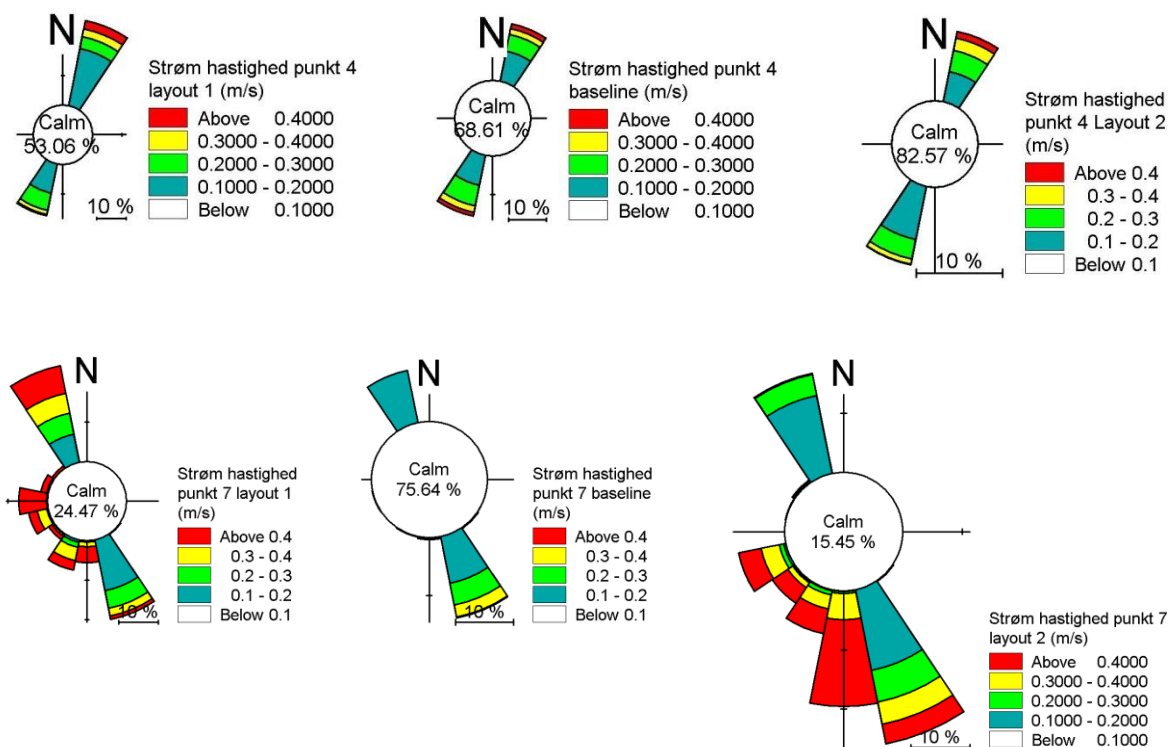 N
Calm
53.06 %
10 %
Strøm hastighed punkt 4
layout 1 (m/s)
Above 0.4000
0.3000 - 0.4000
0.2000 - 0.3000
0.1000 - 0.2000
Below 0.1000
N
Calm
68.61 %
10 %
Strøm hastighed punkt 4
baseline (m/s)
Above 0.4000
0.3000 - 0.4000
0.2000 - 0.3000
0.1000 - 0.2000
Below 0.1000
N
Calm
82.57 %
10 %
Strøm hastighed
punkt 4 Layout 2
(m/s)
Above 0.4
0.3 - 0.4
0.2 - 0.3
0.1 - 0.2
Below 0.1
N
Calm
24.47 %
10 %
Strøm hastighed
punkt 7 layout 1
(m/s)
Above 0.4
0.3 - 0.4
0.2 - 0.3
0.1 - 0.2
Below 0.1
N
Calm
75.64 %
10 %
Strøm hastighed
punkt 7 baseline
(m/s)
Above 0.4
0.3 - 0.4
0.2 - 0.3
0.1 - 0.2
Below 0.1
N
Calm
15.45 %
10 %
Strøm hastighed punkt 7
layout 2 (m/s)
Above 0.4000
0.3000 - 0.4000
0.2000 - 0.3000
0.1000 - 0.2000
Below 0.1000